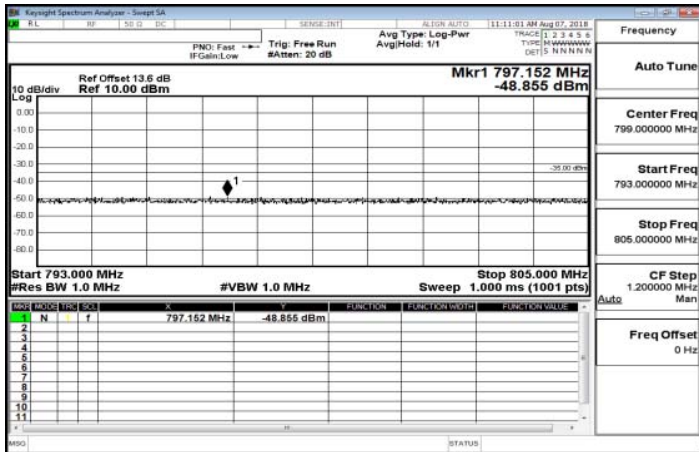 Keysight Spectrum Analyzer - Swept SA
RL RF 50 Ω DC SENSE:INT ALIGN AUTO 11:11:01 AM Aug 07, 2018
PNO: Fast Trig: Free Run Avg Type: Log-Pwr TRACE 1 2 3 4 5 6
IFGain:Low #Atten: 20 dB Avg|Hold: 1/1 TYPE MWWWWW
DET S NNNNN
Ref Offset 13.6 dB Mkr1 797.152 MHz
10 dB/div Ref 10.00 dBm -48.855 dBm
Log
0.00
-10.0
-20.0
-30.0
-35.00 dBm
-40.0
1
-50.0
-60.0
-70.0
-80.0
Start 793.000 MHz Stop 805.000 MHz
#Res BW 1.0 MHz #VBW 1.0 MHz Sweep 1.000 ms (1001 pts)
MKR MODE TRC SCL X Y FUNCTION FUNCTION WIDTH FUNCTION VALUE
1 N 1 f 797.152 MHz -48.855 dBm
2
3
4
5
6
7
8
9
10
11
MSG STATUS
Frequency
Auto Tune
Center Freq
799.000000 MHz
Start Freq
793.000000 MHz
Stop Freq
805.000000 MHz
CF Step
1.200000 MHz
Auto Man
Freq Offset
0 Hz